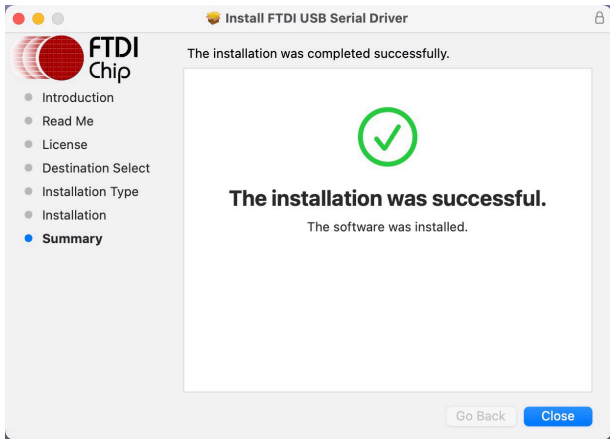 Install FTDI USB Serial Driver
FTDI
Chip
The installation was completed successfully.
Introduction
Read Me
License
Destination Select
Installation Type
Installation
Summary
The installation was successful.
The software was installed.
Go Back
Close